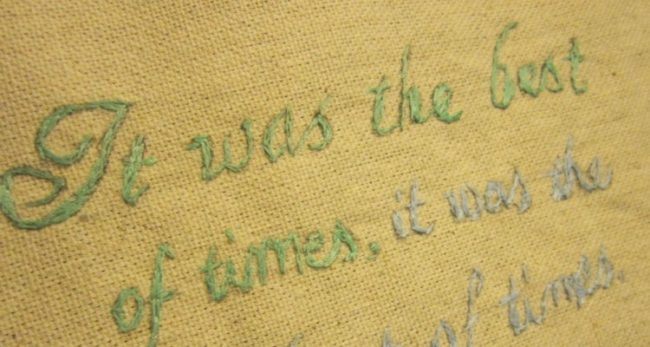 It was the best
of times, it was the
of times.